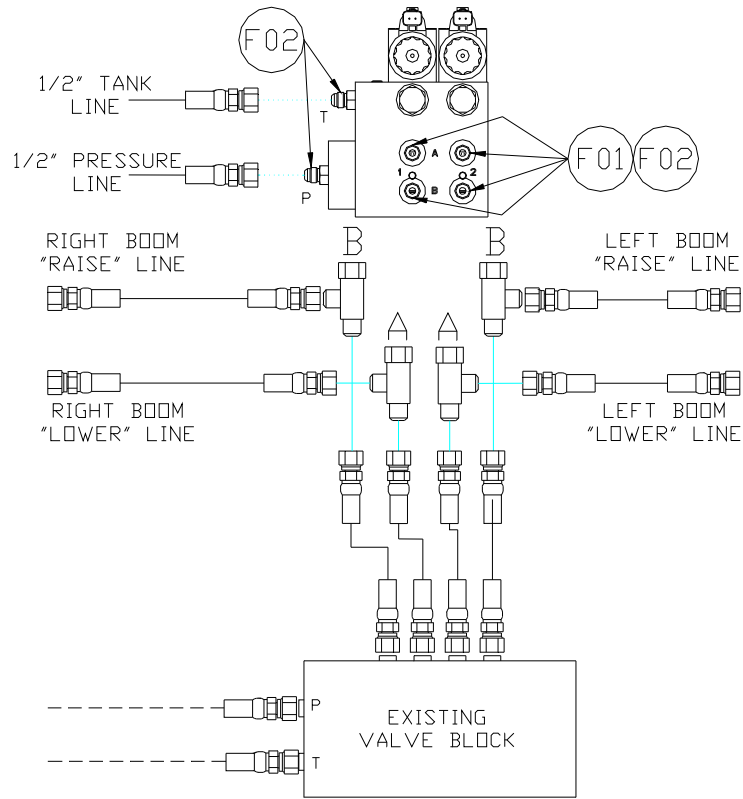 F02
1/2" TANK
LINE
T
1/2" PRESSURE
LINE
P
A
1 2
B
F01 F02
RIGHT BOOM
"RAISE" LINE
B
B
LEFT BOOM
"RAISE" LINE
A
A
RIGHT BOOM
"LOWER" LINE
LEFT BOOM
"LOWER" LINE
P
EXISTING
VALVE BLOCK
T